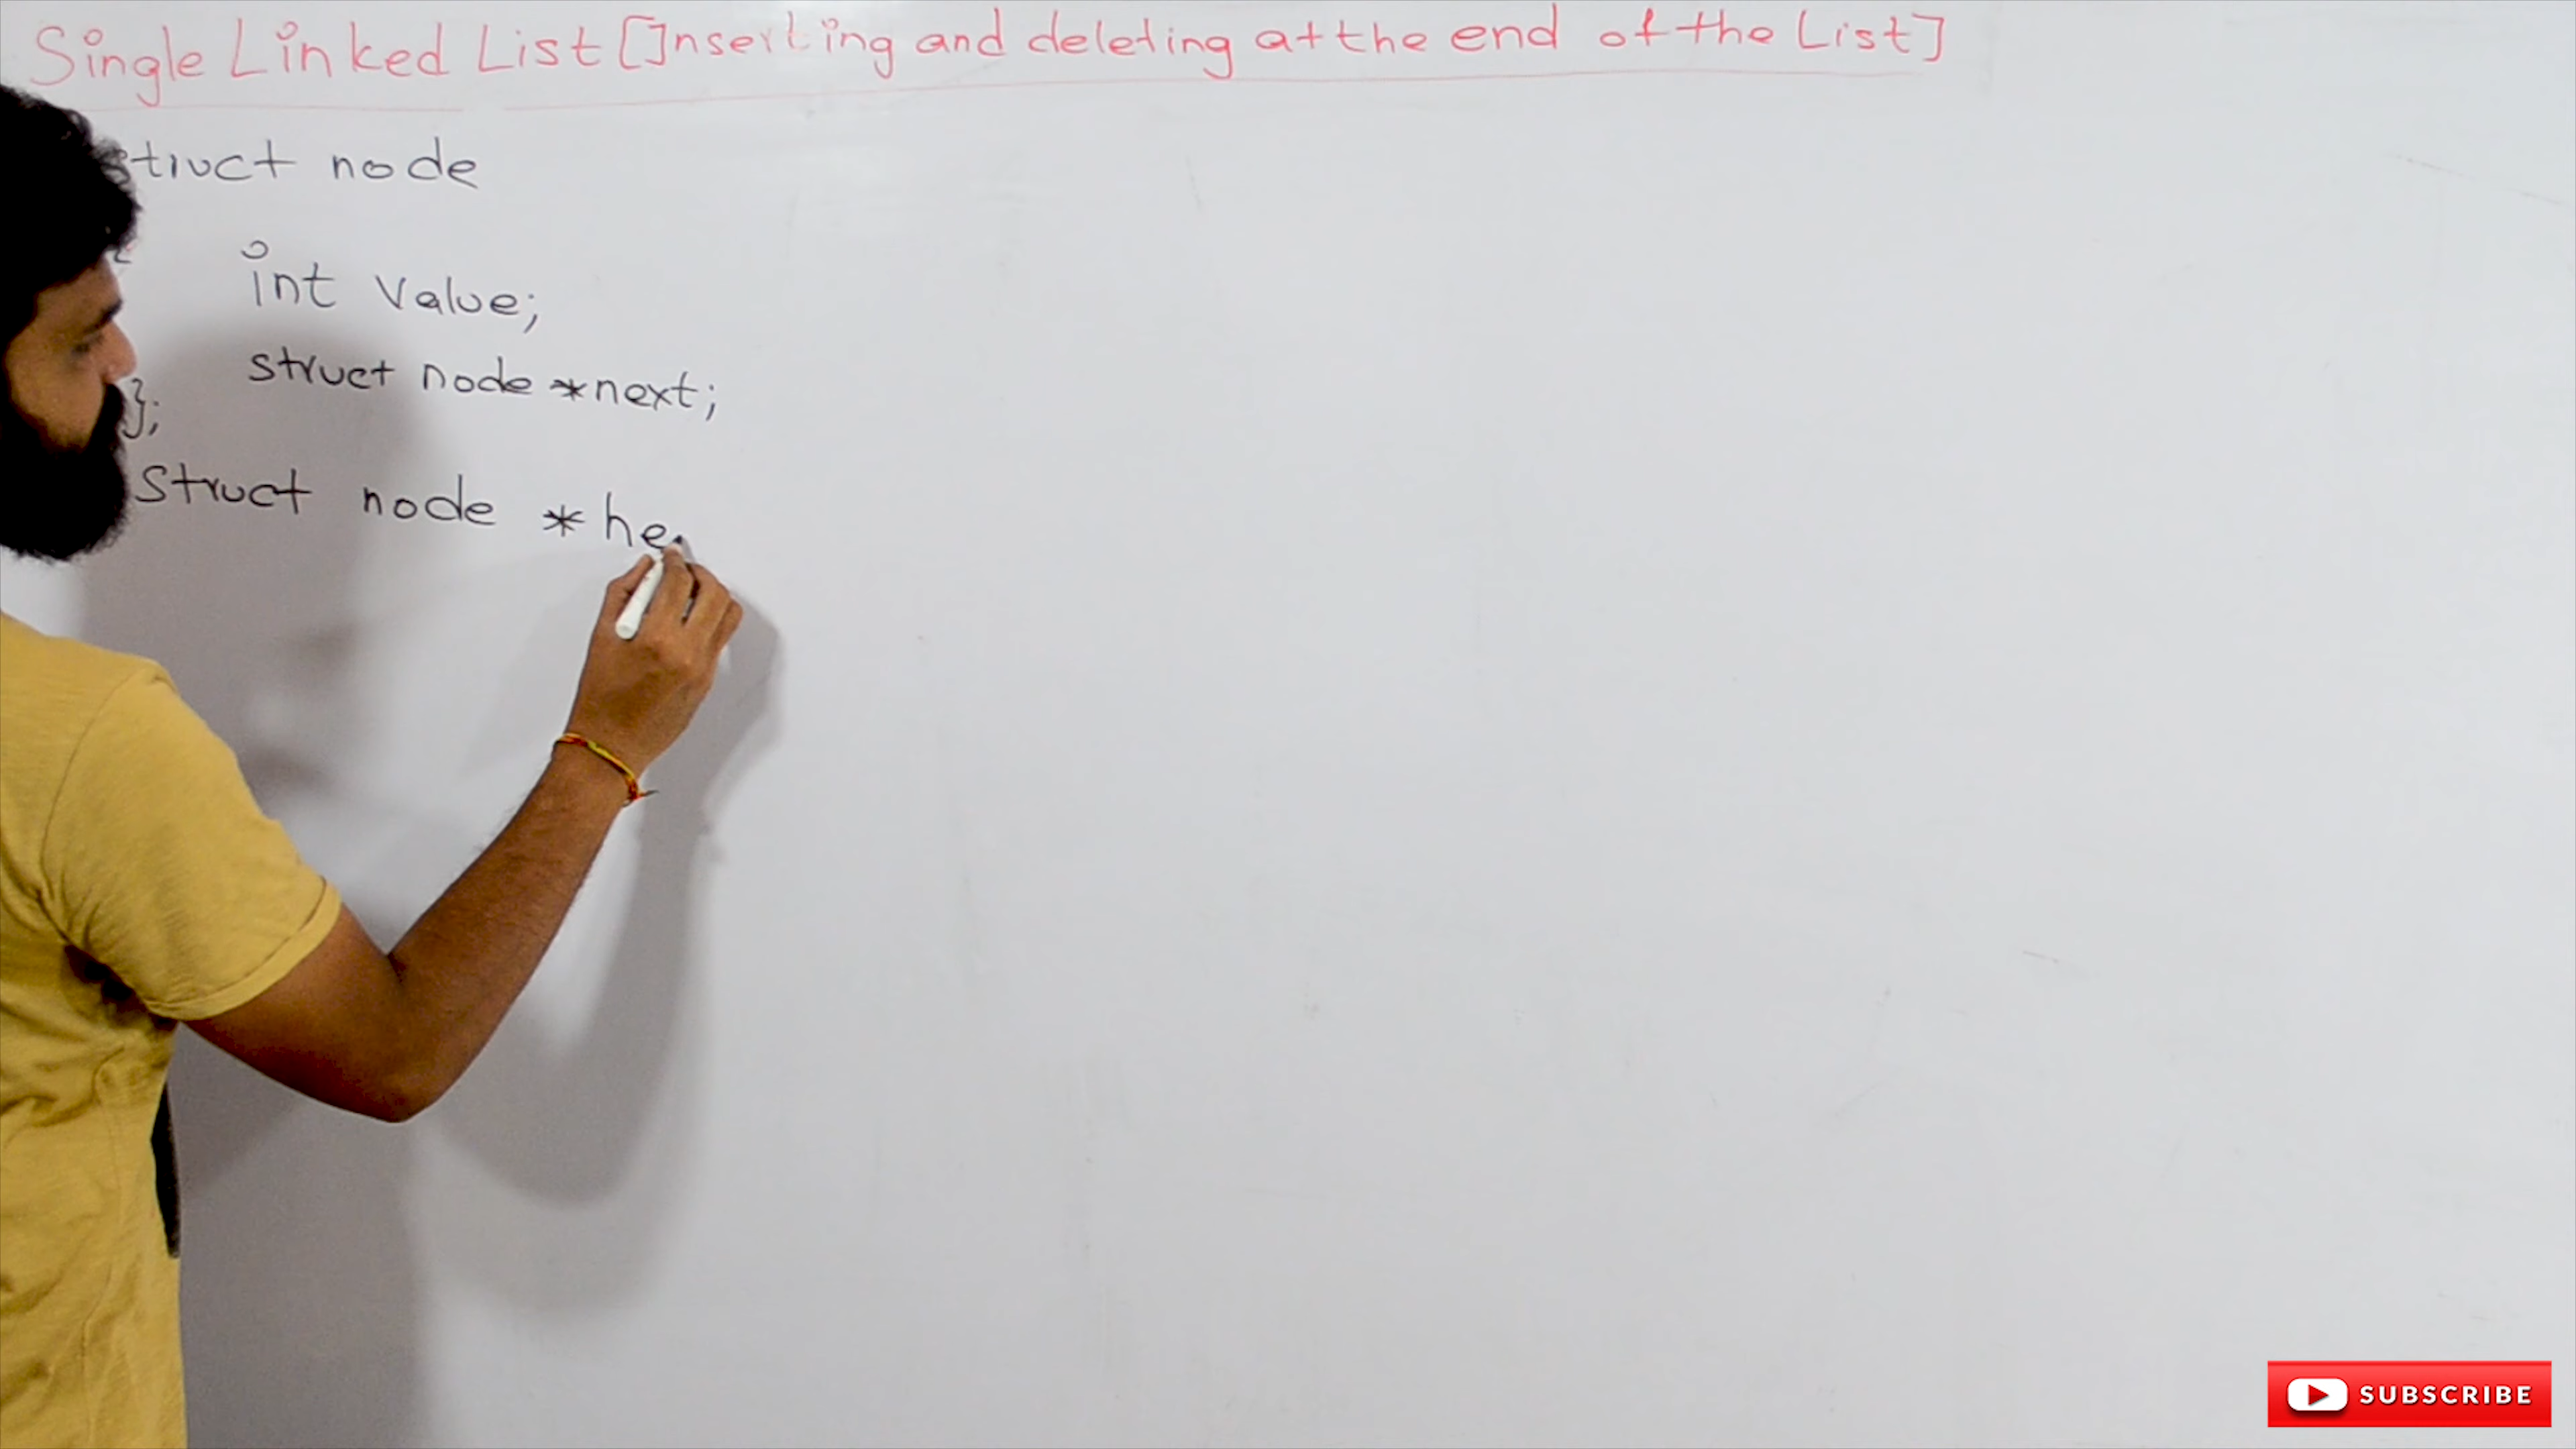 Single Linked List [Inserting and deleting at the end of the List]
struct node
{
int value;
struct node *next;
};
struct node *he
SUBSCRIBE